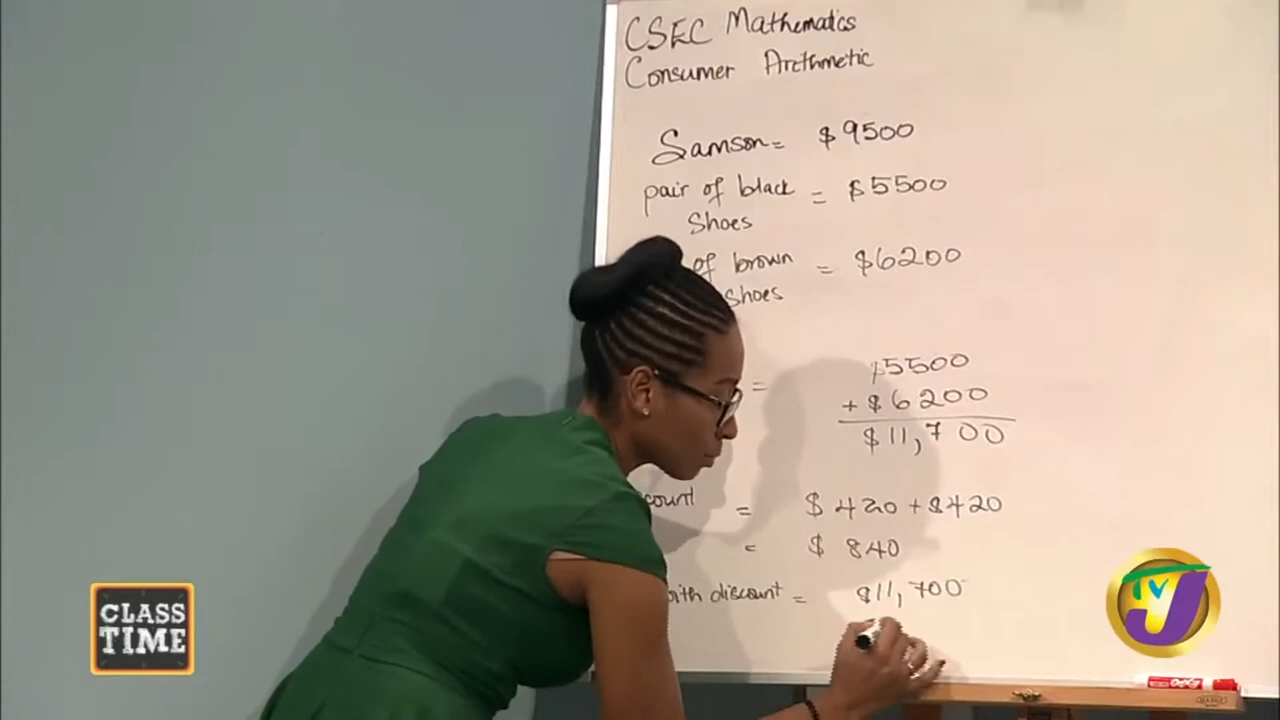 CSEC Mathematics
Consumer Arithmetic
Samson = $9500
pair of black = $5500
Shoes
of brown = $6200
Shoes
= $5500
+ $6200
$11,700
count = $420 + $420
= $840
with discount = $11,700
CLASS
TIME
TVJ
EXPO